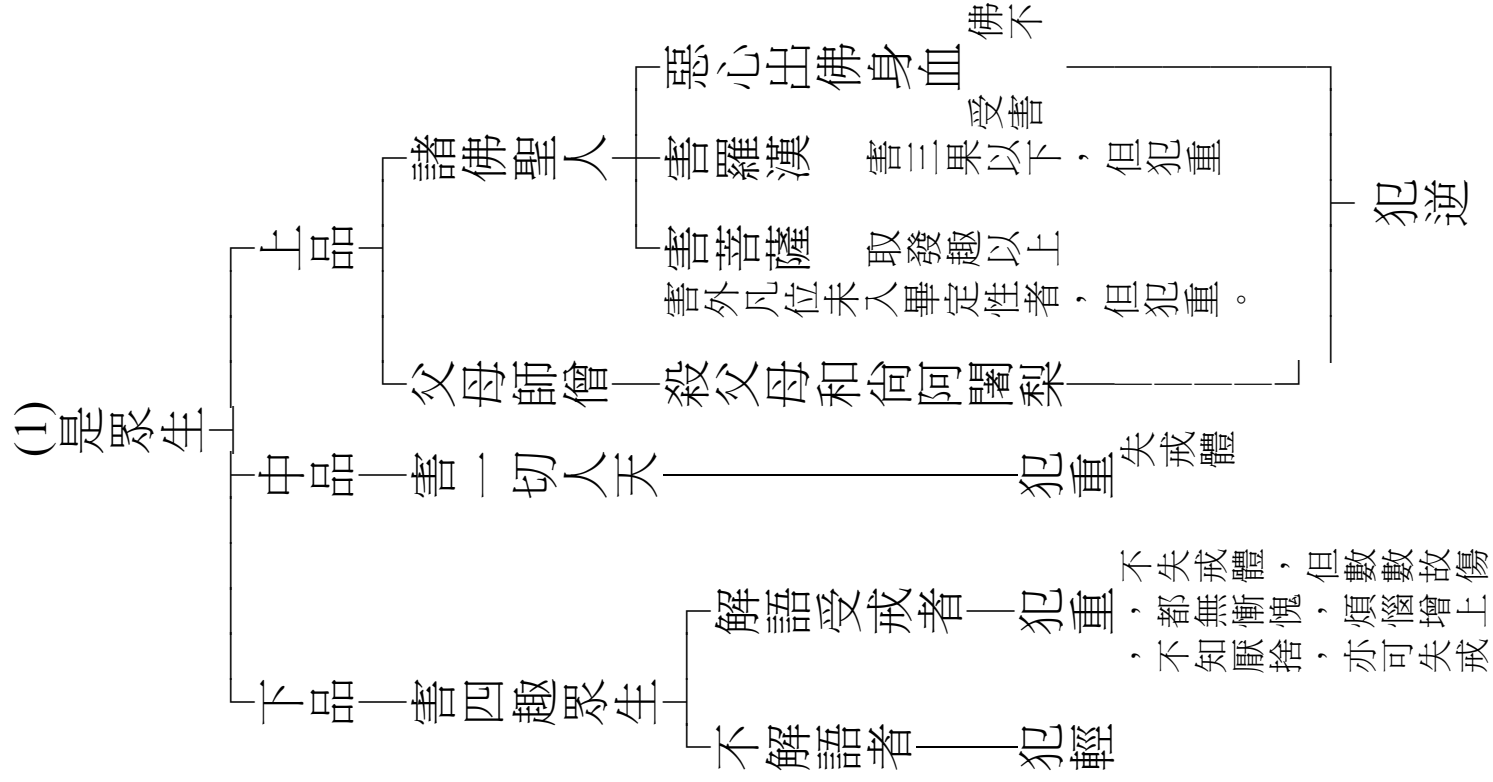 (1)是眾生
上品
諸佛聖人
惡心出佛身血
佛不
受害
害羅漢 害三果以下，但犯重
害菩薩 取發趣以上
害外凡位未入畢定性者，但犯重。
父母師僧
殺父母和尚阿闍梨
犯逆
中品
害一切人天
犯重
失戒體
下品
害四趣眾生
解語受戒者
犯重
不失戒體，但數數故傷
，都無慚愧，煩惱增上
，不知厭捨，亦可失戒
不解語者
犯輕